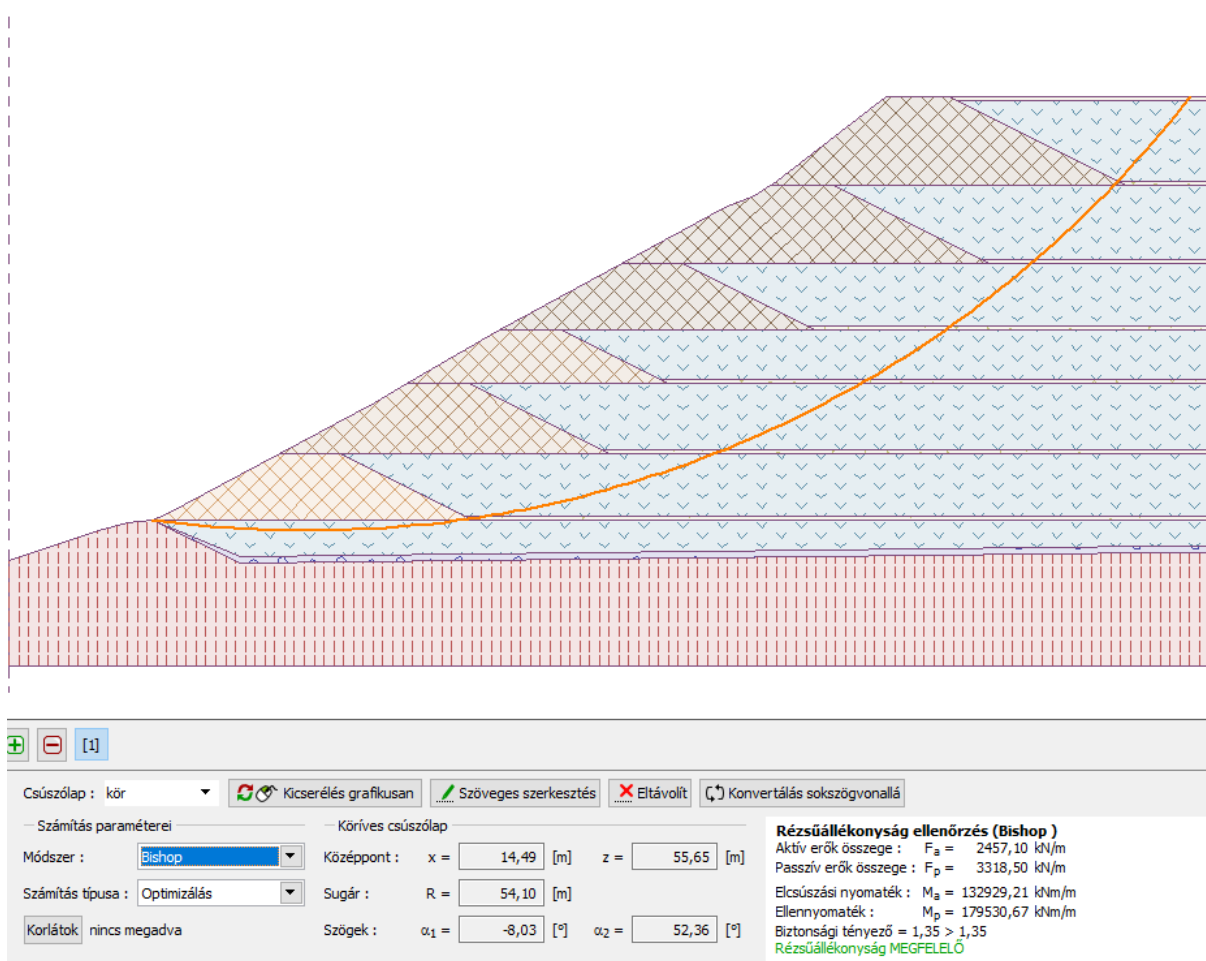 [1]
Csúszólap : kör Kicserélés grafikusan Szöveges szerkesztés Eltávolít Konvertálás sokszögvonallá
Számítás paraméterei
Módszer : Bishop
Számítás típusa : Optimizálás
Korlátok nincs megadva
Köríves csúszólap
Középpont : x = 14,49 [m] z = 55,65 [m]
Sugár : R = 54,10 [m]
Szögek : α1 = -8,03 [°] α2 = 52,36 [°]
Rézsűállékonyság ellenőrzés (Bishop )
Aktív erők összege : Fa = 2457,10 kN/m
Passzív erők összege : Fp = 3318,50 kN/m
Elcsúszási nyomaték : Ma = 132929,21 kNm/m
Ellennyomaték : Mp = 179530,67 kNm/m
Biztonsági tényező = 1,35 > 1,35
Rézsűállékonyság MEGFELELŐ